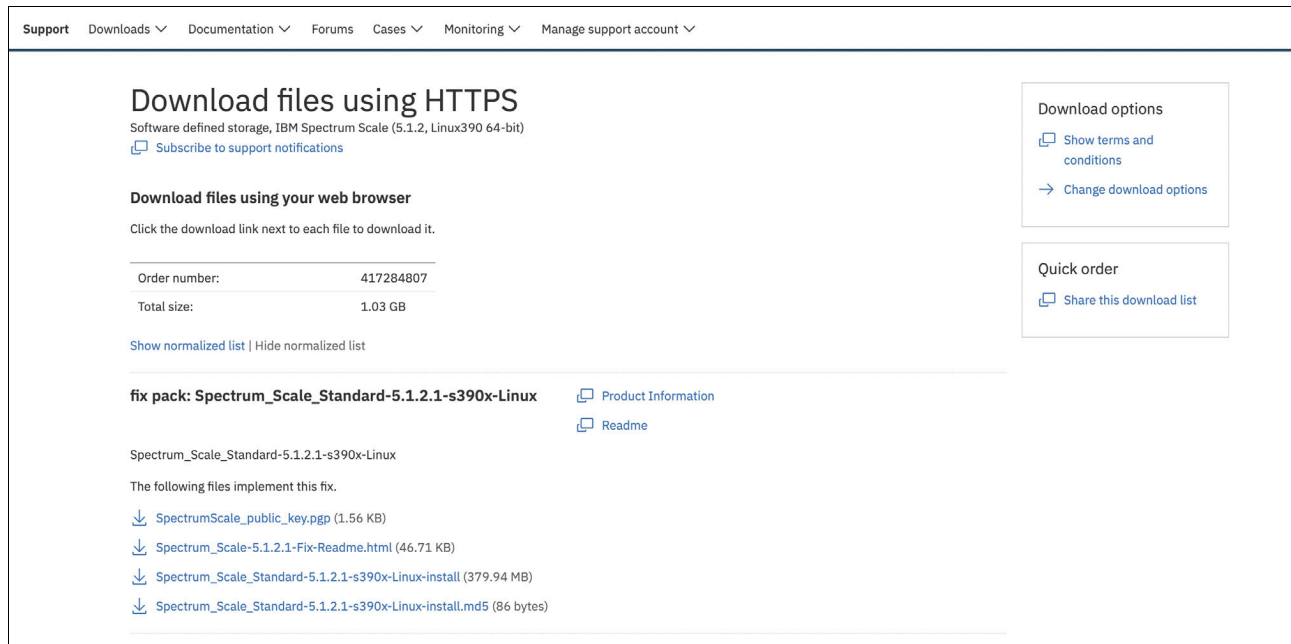 Support Downloads Documentation Forums Cases Monitoring Manage support account
Download files using HTTPS
Software defined storage, IBM Spectrum Scale (5.1.2, Linux390 64-bit)
Subscribe to support notifications
Download files using your web browser
Click the download link next to each file to download it.
Order number: 417284807
Total size: 1.03 GB
Show normalized list | Hide normalized list
fix pack: Spectrum_Scale_Standard-5.1.2.1-s390x-Linux
Product Information
Readme
Spectrum_Scale_Standard-5.1.2.1-s390x-Linux
The following files implement this fix.
SpectrumScale_public_key.pgp (1.56 KB)
Spectrum_Scale-5.1.2.1-Fix-Readme.html (46.71 KB)
Spectrum_Scale_Standard-5.1.2.1-s390x-Linux-install (379.94 MB)
Spectrum_Scale_Standard-5.1.2.1-s390x-Linux-install.md5 (86 bytes)
Download options
Show terms and
conditions
Change download options
Quick order
Share this download list